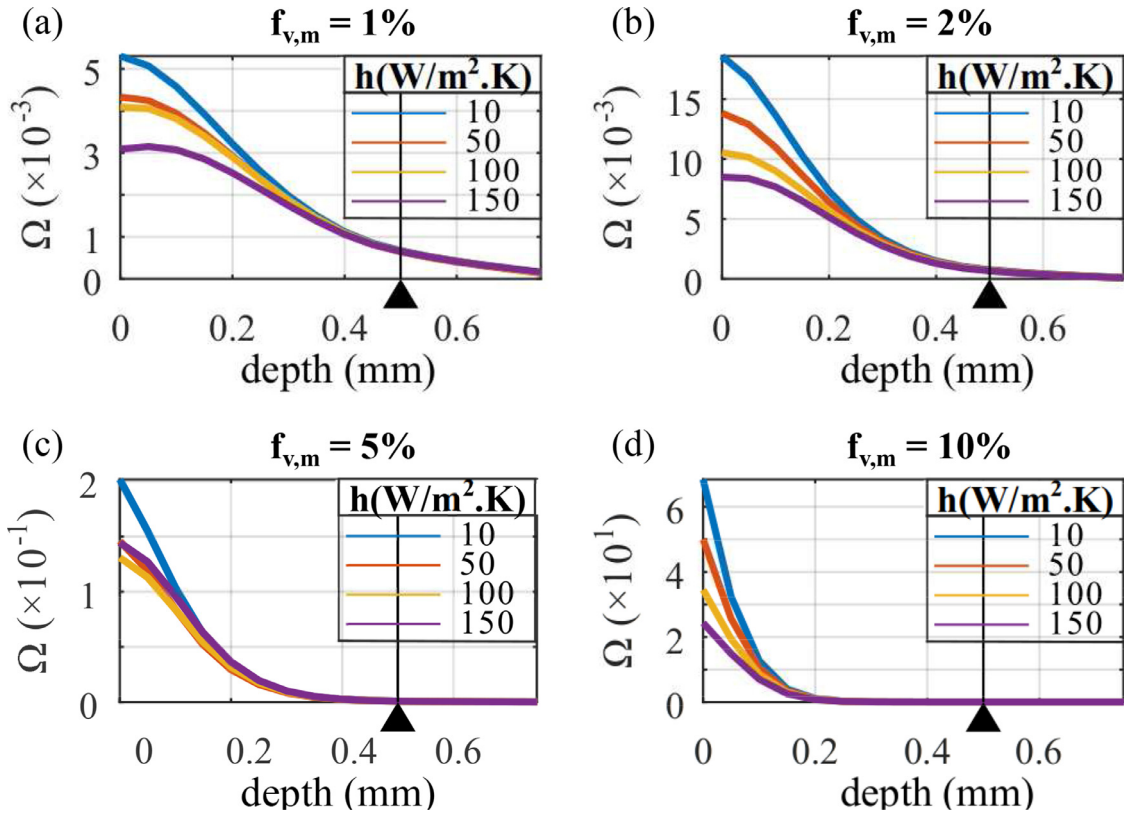 (a) f_v,m = 1%
h(W/m².K)
10
50
100
150
Ω (×10⁻³)
5
3
1
0
0 0.2 0.4 0.6
depth (mm)
(b) f_v,m = 2%
h(W/m².K)
10
50
100
150
Ω (×10⁻³)
15
10
5
0
0 0.2 0.4 0.6
depth (mm)
(c) f_v,m = 5%
h(W/m².K)
10
50
100
150
Ω (×10⁻¹)
2
1
0
0 0.2 0.4 0.6
depth (mm)
(d) f_v,m = 10%
h(W/m².K)
10
50
100
150
Ω (×10¹)
6
4
2
0
0 0.2 0.4 0.6
depth (mm)